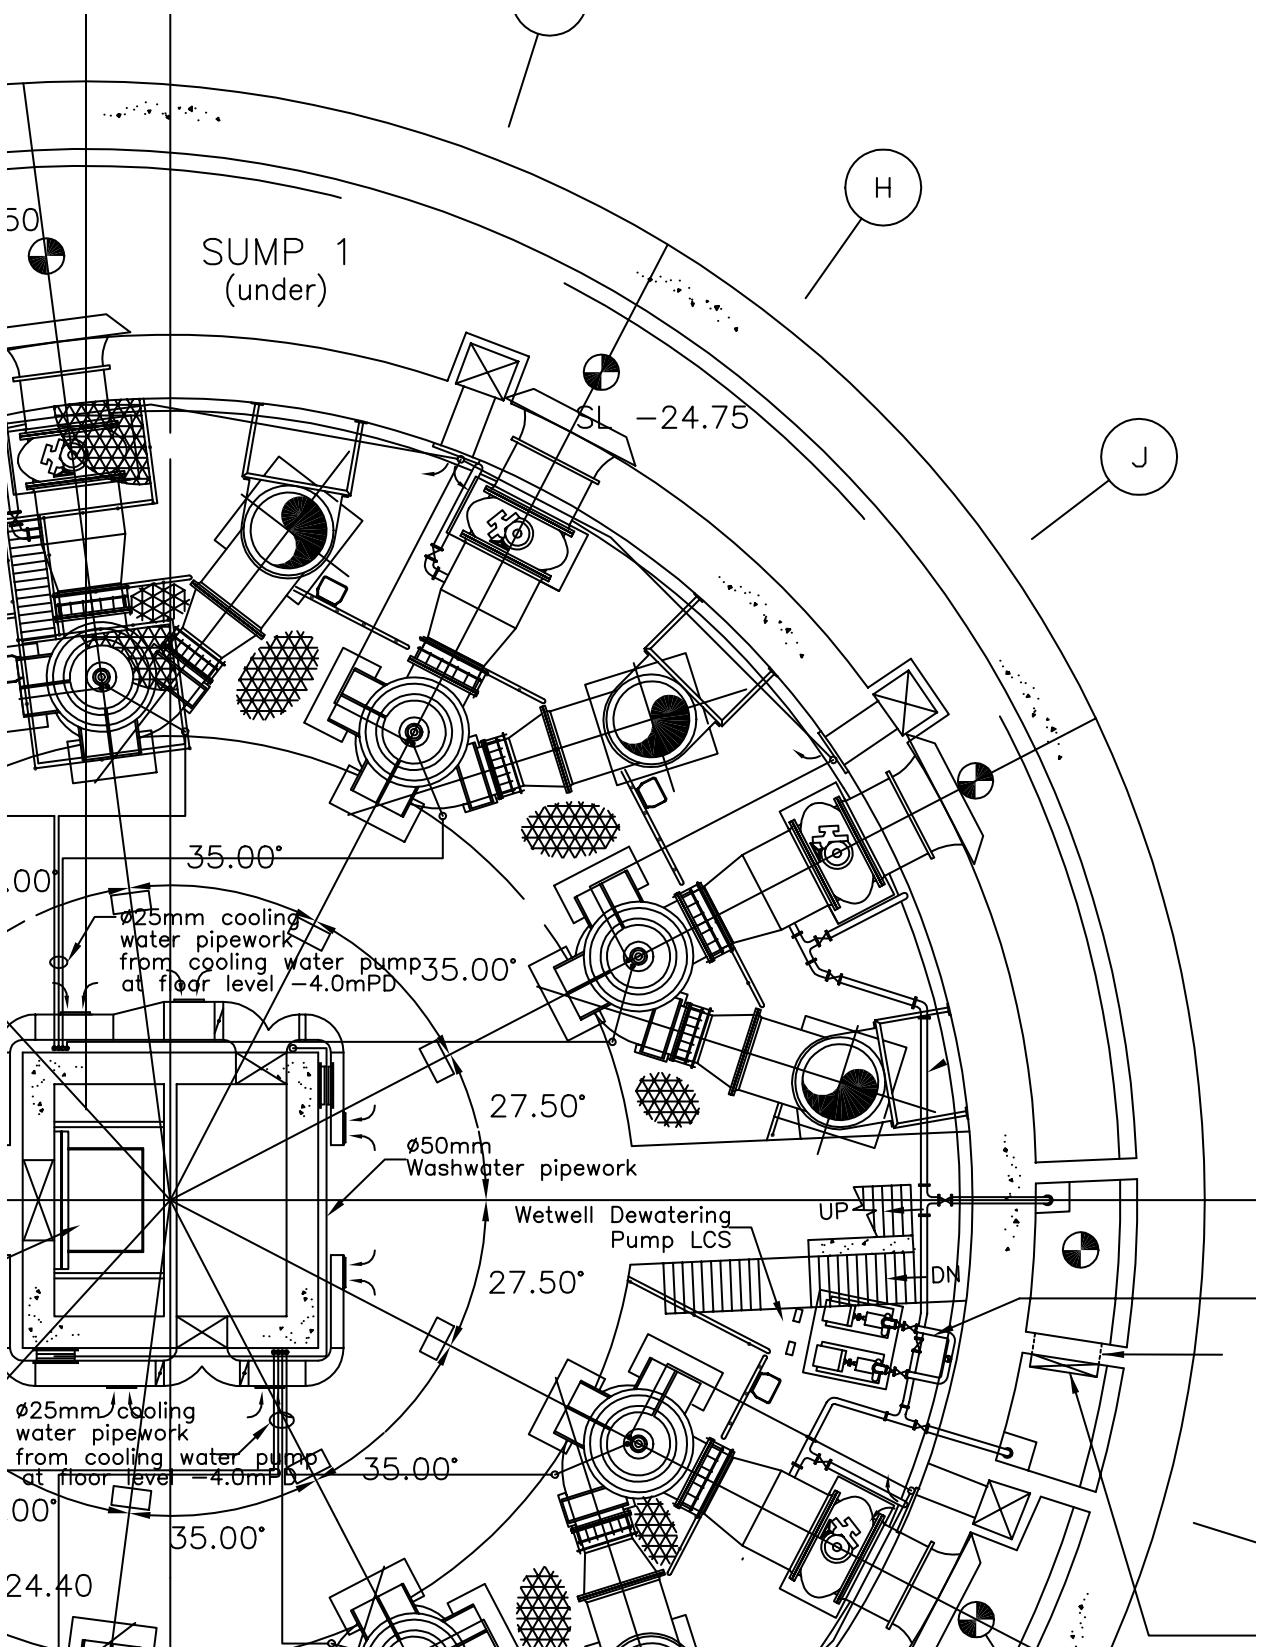 H
50
SUMP 1
(under)
SL -24.75
J
35.00°
.00°
ø25mm cooling
water pipework
from cooling water pump
at floor level -4.0mPD
35.00°
27.50°
ø50mm
Washwater pipework
Wetwell Dewatering
Pump LCS
UP
DN
27.50°
ø25mm cooling
water pipework
from cooling water pump
at floor level -4.0mPD
35.00°
00°
35.00°
24.40